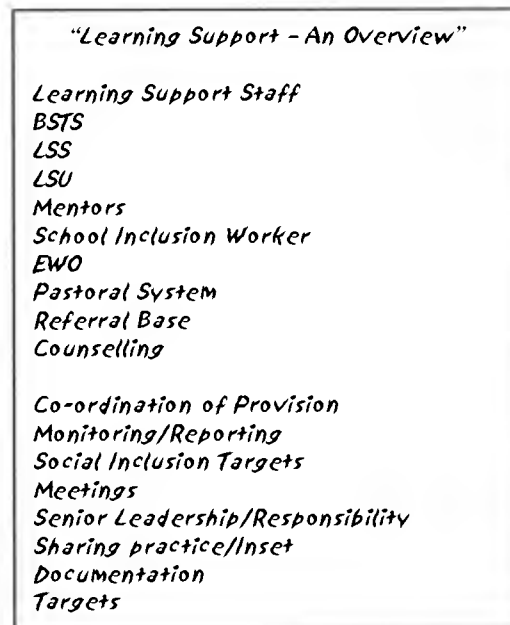 “Learning Support – An Overview”
Learning Support Staff
BSTS
LSS
LSU
Mentors
School Inclusion Worker
EWO
Pastoral System
Referral Base
Counselling
Co-ordination of Provision
Monitoring/Reporting
Social Inclusion Targets
Meetings
Senior Leadership/Responsibility
Sharing practice/Inset
Documentation
Targets